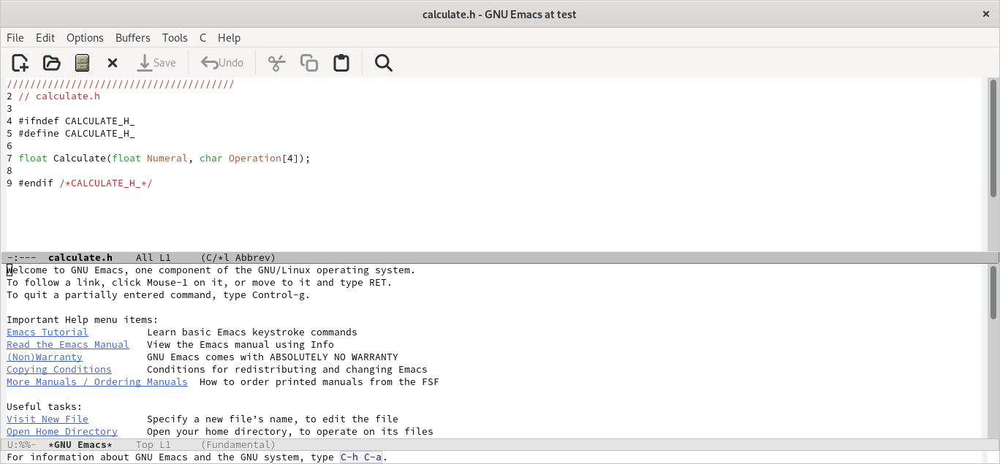 calculate.h - GNU Emacs at test
File Edit Options Buffers Tools C Help
Save Undo
///////////////////////////////////////
2 // calculate.h
3
4 #ifndef CALCULATE_H_
5 #define CALCULATE_H_
6
7 float Calculate(float Numeral, char Operation[4]);
8
9 #endif /*CALCULATE_H_*/
-:--- calculate.h All L1 (C/*l Abbrev)
Welcome to GNU Emacs, one component of the GNU/Linux operating system.
To follow a link, click Mouse-1 on it, or move to it and type RET.
To quit a partially entered command, type Control-g.
Important Help menu items:
Emacs Tutorial Learn basic Emacs keystroke commands
Read the Emacs Manual View the Emacs manual using Info
(Non)Warranty GNU Emacs comes with ABSOLUTELY NO WARRANTY
Copying Conditions Conditions for redistributing and changing Emacs
More Manuals / Ordering Manuals How to order printed manuals from the FSF
Useful tasks:
Visit New File Specify a new file’s name, to edit the file
Open Home Directory Open your home directory, to operate on its files
U:%%- *GNU Emacs* Top L1 (Fundamental)
For information about GNU Emacs and the GNU system, type C-h C-a.